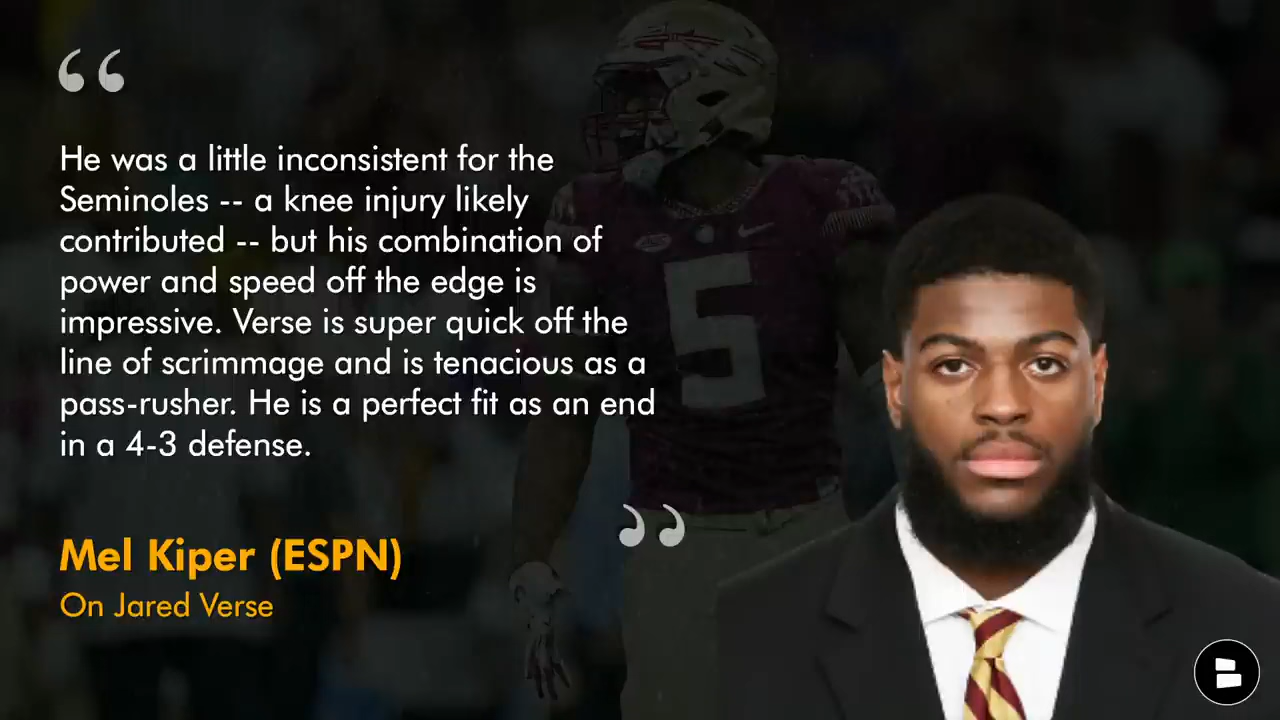 He was a little inconsistent for the
Seminoles -- a knee injury likely
contributed -- but his combination of
power and speed off the edge is
impressive. Verse is super quick off the
line of scrimmage and is tenacious as a
pass-rusher. He is a perfect fit as an end
in a 4-3 defense.
Mel Kiper (ESPN)
On Jared Verse
5